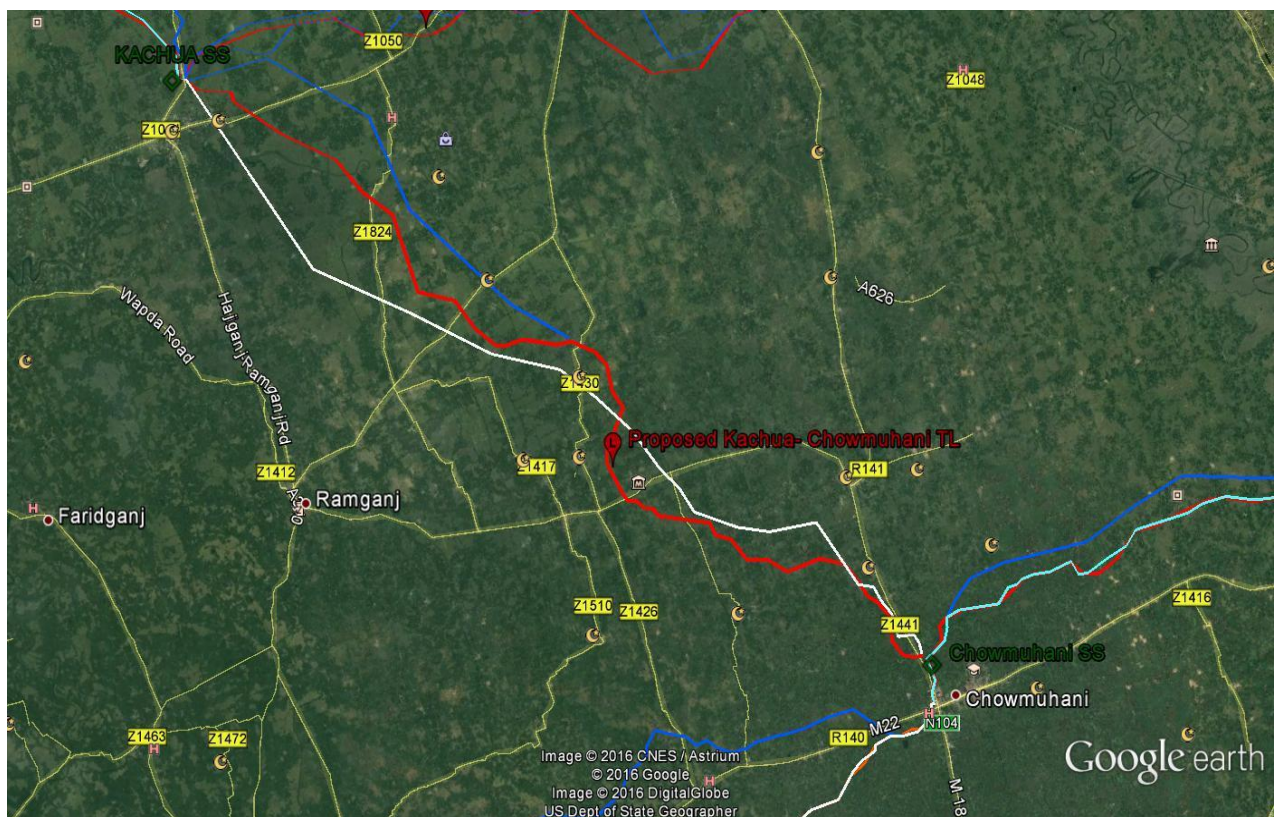 Z1050
KACHUA SS
Z1048
Z1824
A626
Wapda Road
Hajiganj-Ramganj Rd
Z1430
Proposed Kachua- Chowmuhani TL
R141
Z1412
Z1417
Ramganj
Faridganj
Z1510
Z1426
Z1416
Z1441
Chowmuhani SS
Chowmuhani
N104
M22
R140
Z1463
Z1472
M-18
Image © 2016 CNES / Astrium
© 2016 Google
Image © 2016 DigitalGlobe
US Dept of State Geographer
Google earth